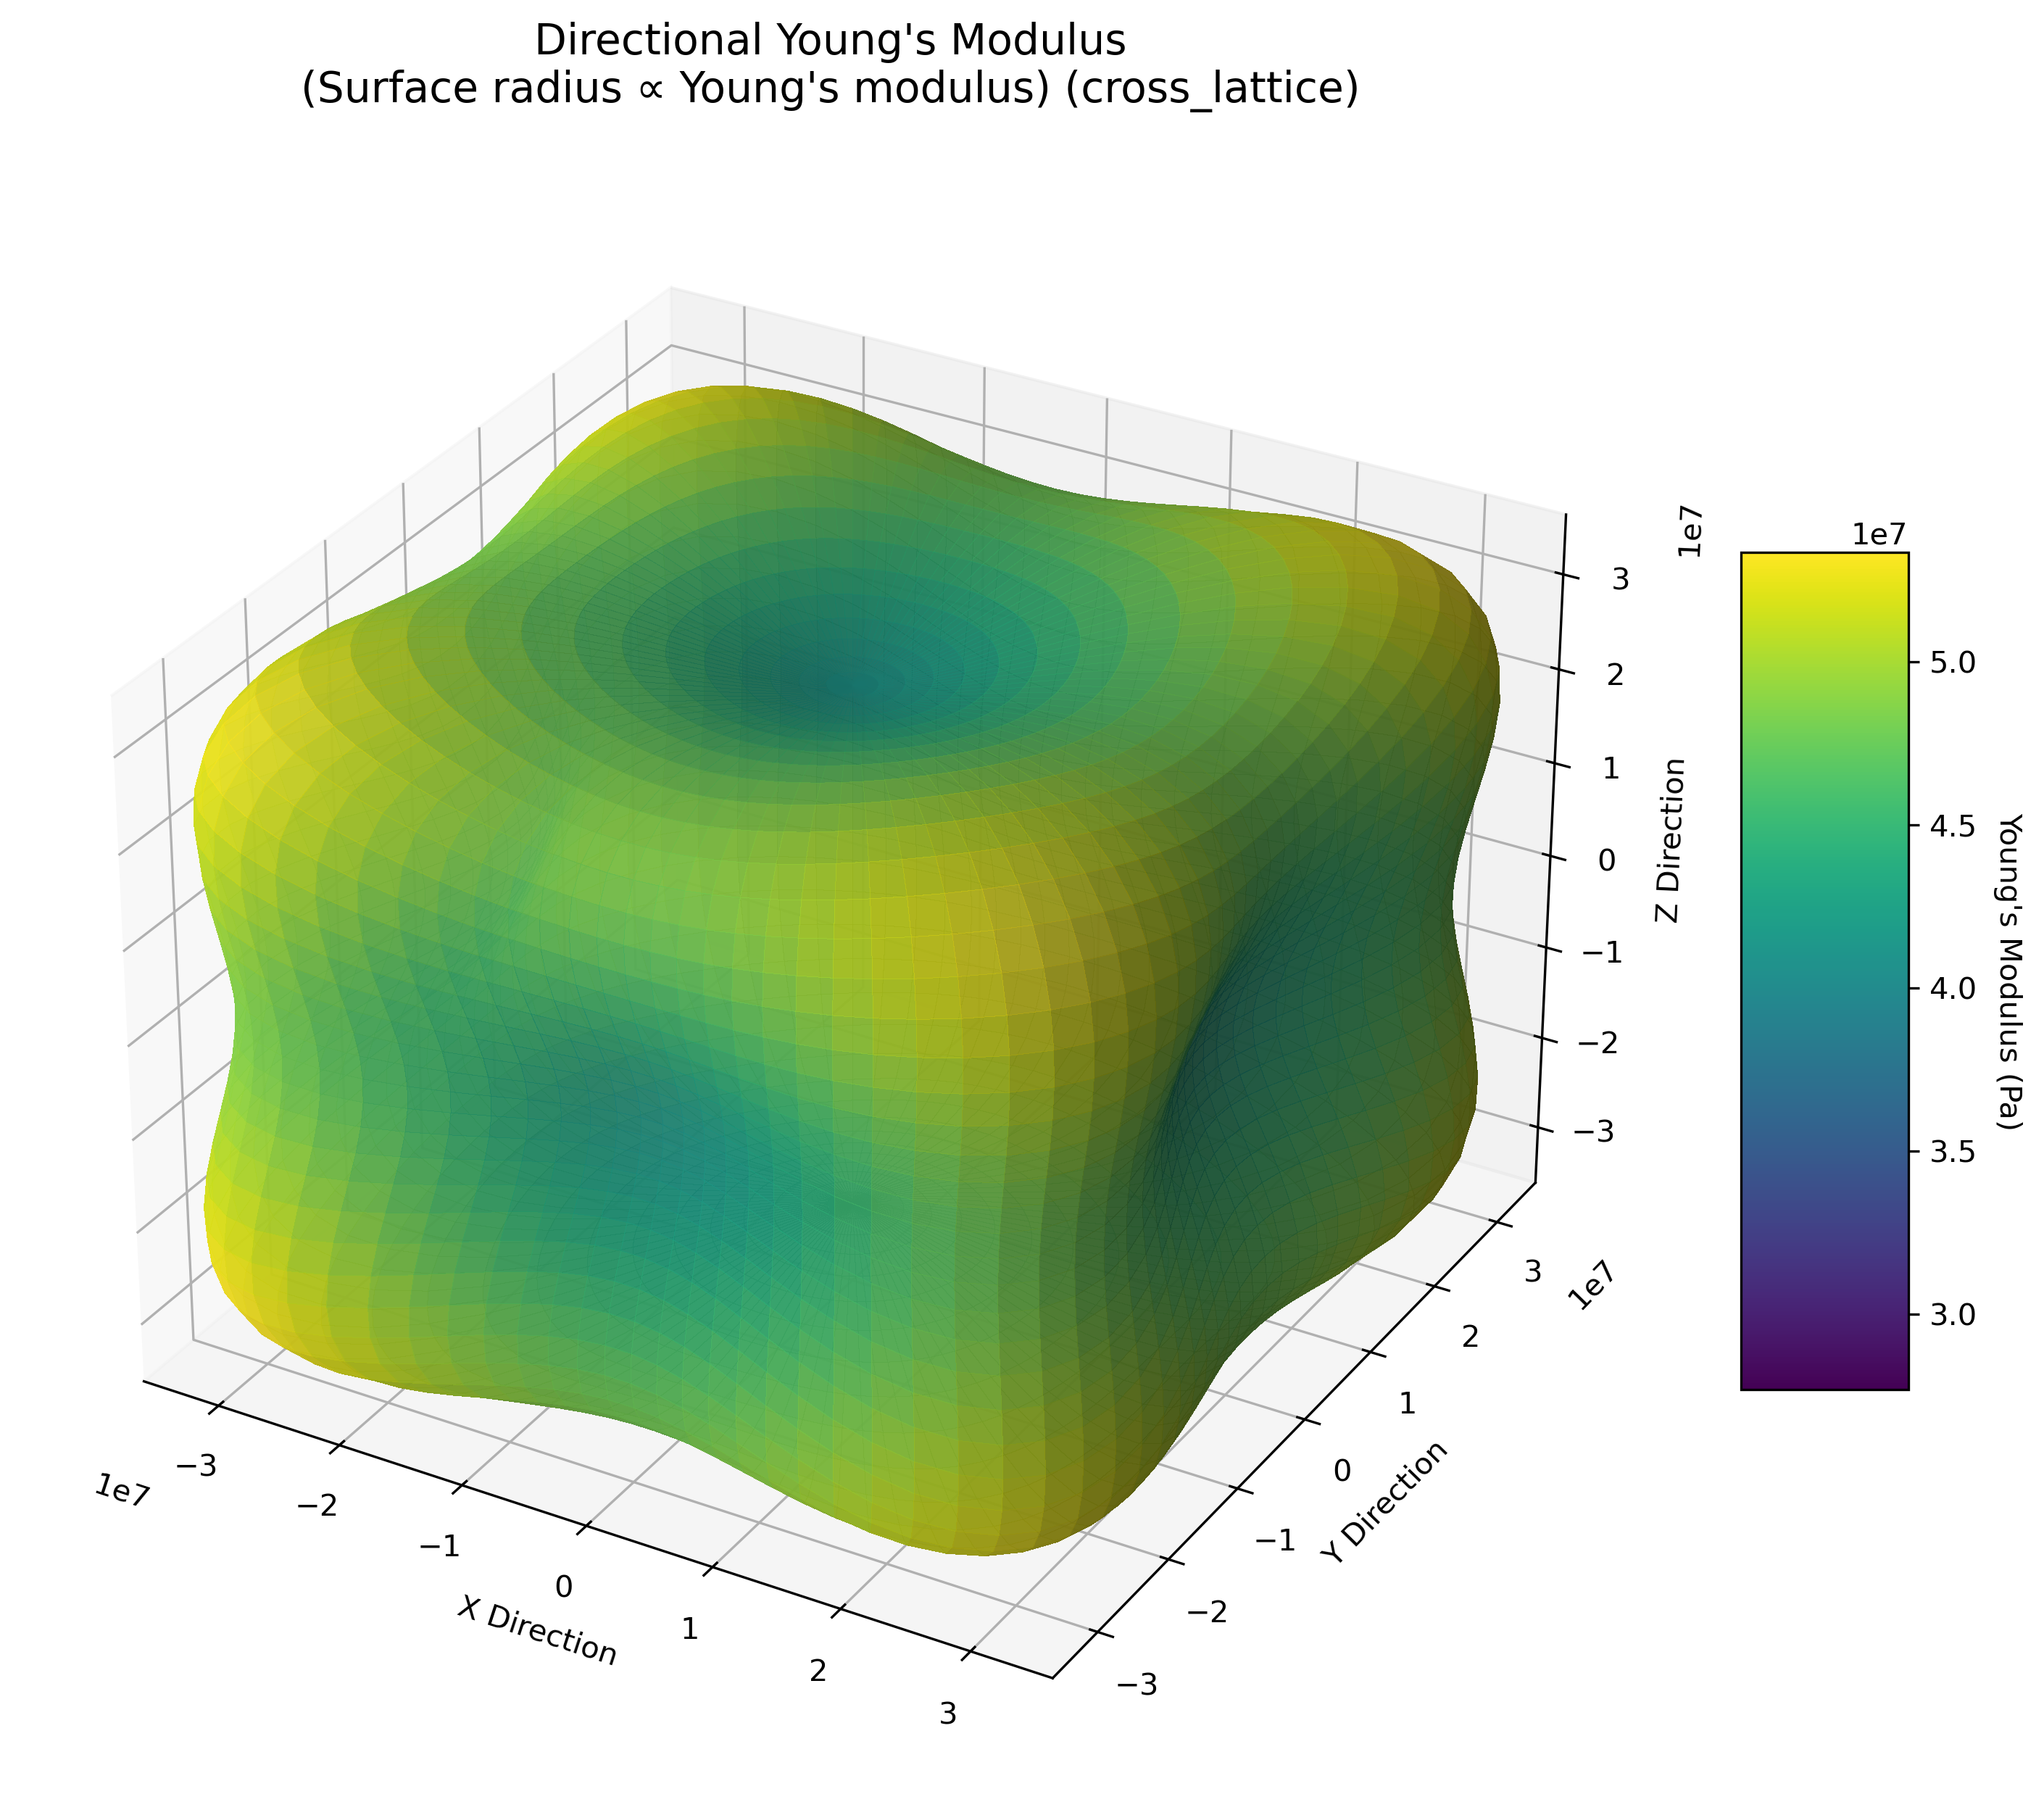 Directional Young's Modulus
(Surface radius ∝ Young's modulus) (cross_lattice)
1e7
3
2
1
0
−1
−2
−3
Z Direction
1e7
5.0
4.5
4.0
3.5
3.0
Young's Modulus (Pa)
1e7
3
2
1
0
−1
−2
−3
Y Direction
1e7
−3
−2
−1
0
1
2
3
X Direction